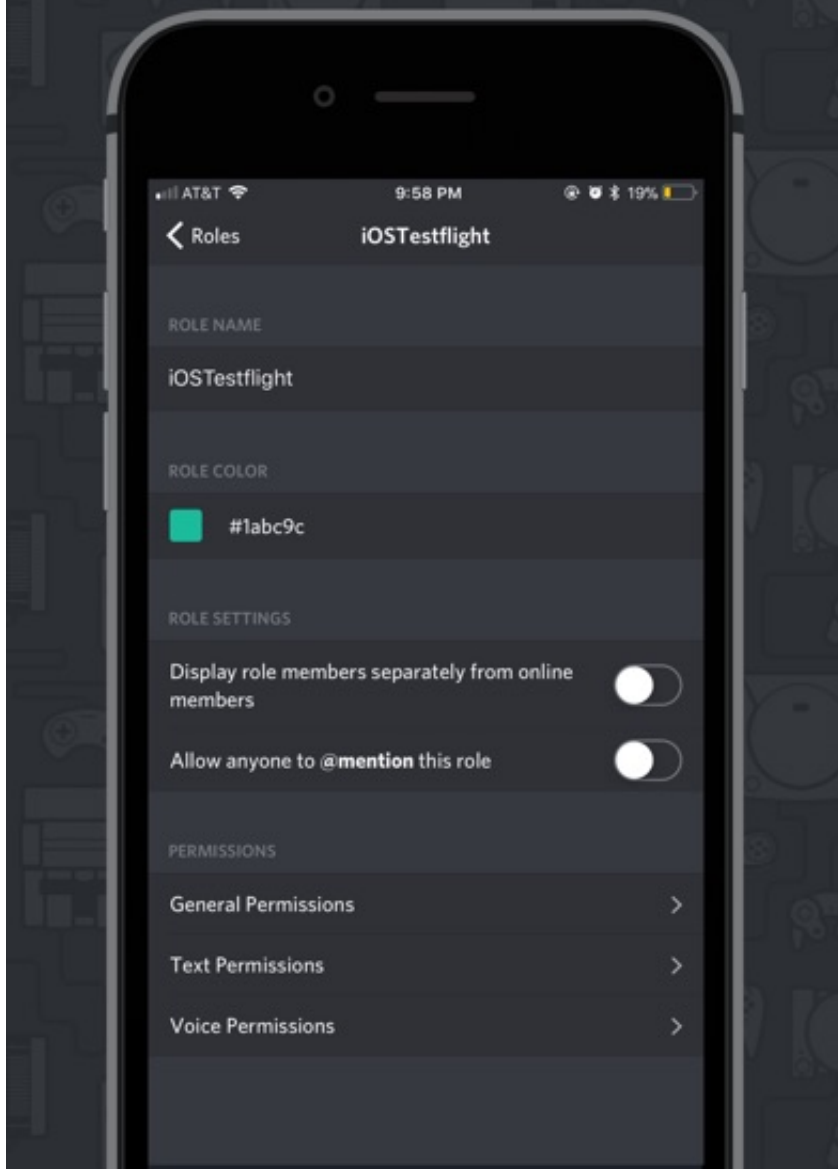 AT&T 9:58 PM 19%
Roles iOSTestflight
ROLE NAME
iOSTestflight
ROLE COLOR
#1abc9c
ROLE SETTINGS
Display role members separately from online
members
Allow anyone to @mention this role
PERMISSIONS
General Permissions
Text Permissions
Voice Permissions